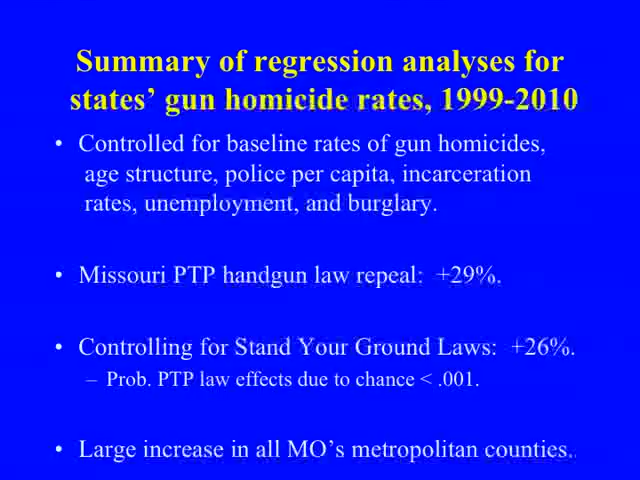 Summary of regression analyses for
states’ gun homicide rates, 1999-2010
• Controlled for baseline rates of gun homicides,
age structure, police per capita, incarceration
rates, unemployment, and burglary.
• Missouri PTP handgun law repeal: +29%.
• Controlling for Stand Your Ground Laws: +26%.
– Prob. PTP law effects due to chance < .001.
• Large increase in all MO’s metropolitan counties.